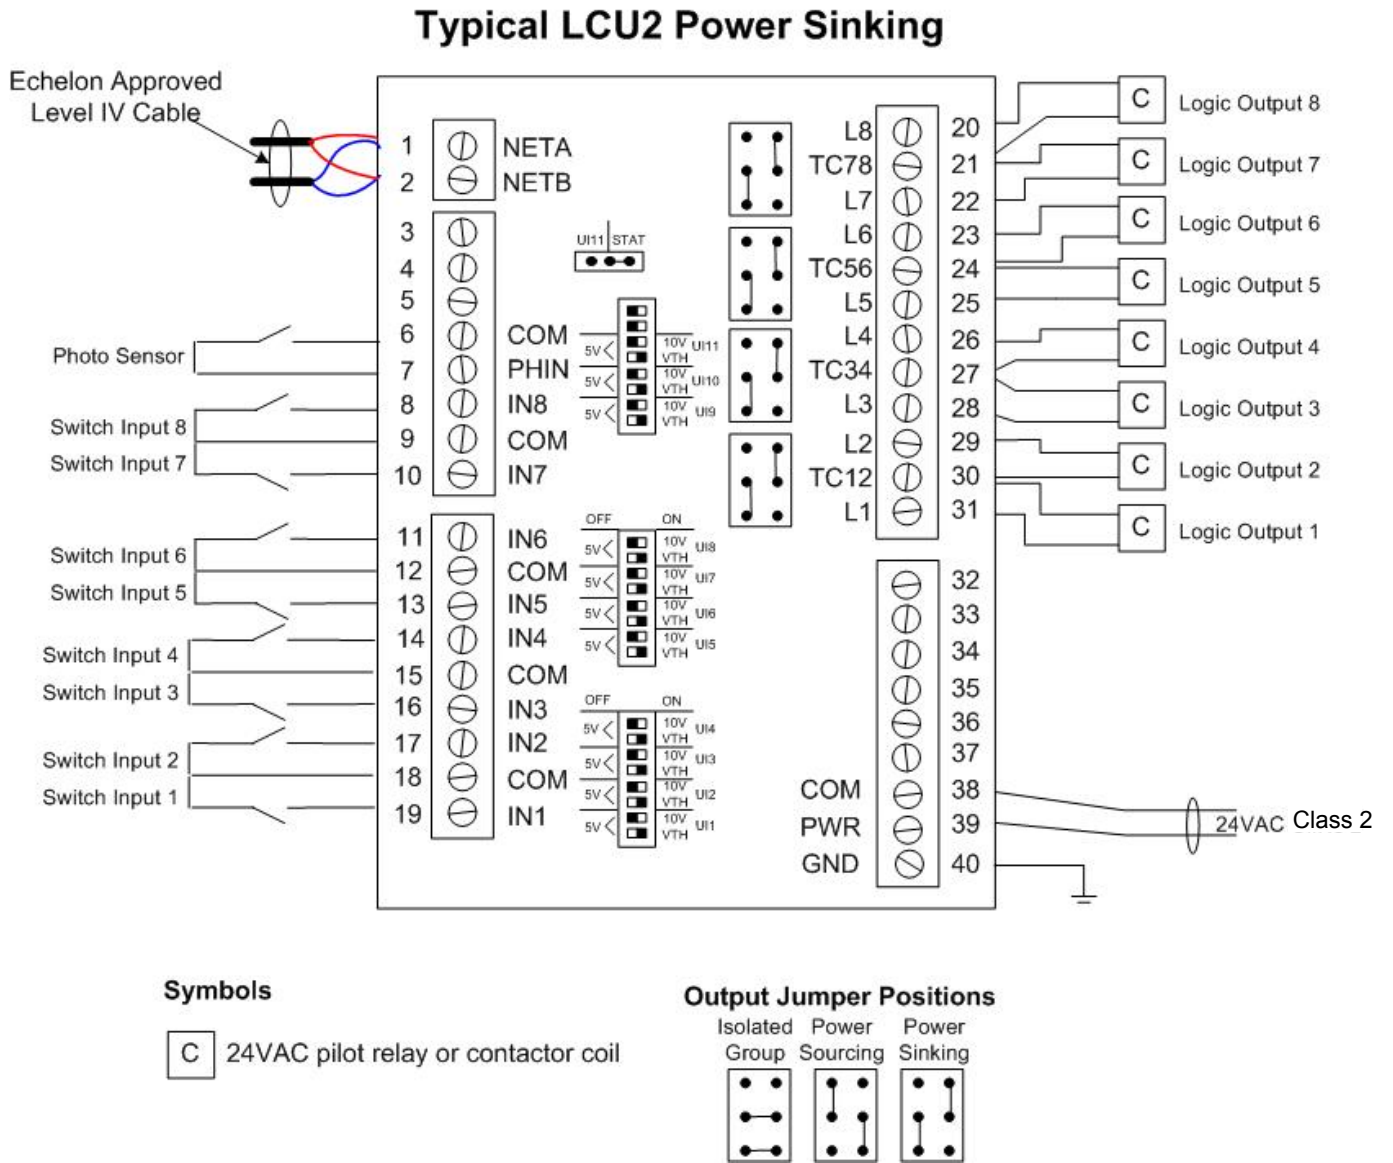 Typical LCU2 Power Sinking
Echelon Approved
Level IV Cable
1 NETA
2 NETB
3
4
5
6 COM
7 PHIN
8 IN8
9 COM
10 IN7
11 IN6
12 COM
13 IN5
14 IN4
15 COM
16 IN3
17 IN2
18 COM
19 IN1
Photo Sensor
Switch Input 8
Switch Input 7
Switch Input 6
Switch Input 5
Switch Input 4
Switch Input 3
Switch Input 2
Switch Input 1
UI11 STAT
5V 10V UI11
VTH
5V 10V UI10
VTH
5V 10V UI9
VTH
OFF ON
5V 10V UI8
VTH
5V 10V UI7
VTH
5V 10V UI6
VTH
5V 10V UI5
VTH
OFF ON
5V 10V UI4
VTH
5V 10V UI3
VTH
5V 10V UI2
VTH
5V 10V UI1
VTH
L8 20
TC78 21
L7 22
L6 23
TC56 24
L5 25
L4 26
TC34 27
L3 28
L2 29
TC12 30
L1 31
32
33
34
35
36
37
COM 38
PWR 39
GND 40
C Logic Output 8
C Logic Output 7
C Logic Output 6
C Logic Output 5
C Logic Output 4
C Logic Output 3
C Logic Output 2
C Logic Output 1
24VAC Class 2
Symbols
C 24VAC pilot relay or contactor coil
Output Jumper Positions
Isolated Group
Power Sourcing
Power Sinking